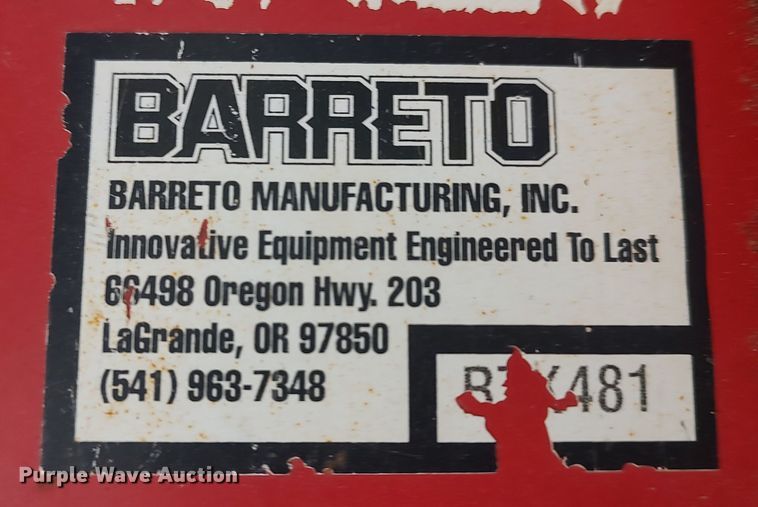 BARRETO
BARRETO MANUFACTURING, INC.
Innovative Equipment Engineered To Last
66498 Oregon Hwy. 203
LaGrande, OR 97850
(541) 963-7348
Purple Wave Auction